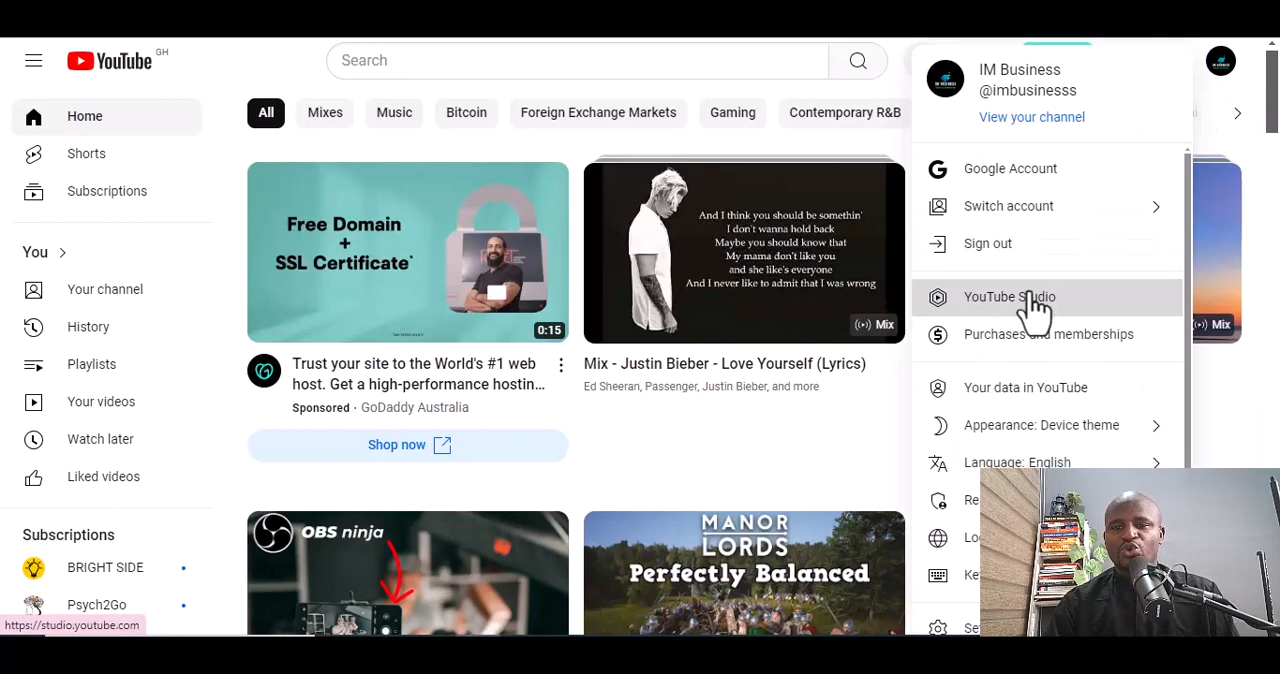 YouTube GH
Search
IM Business
@imbusinesss
View your channel
Home
Shorts
Subscriptions
You
Your channel
History
Playlists
Your videos
Watch later
Liked videos
Subscriptions
BRIGHT SIDE
Psych2Go
https://studio.youtube.com
All
Mixes
Music
Bitcoin
Foreign Exchange Markets
Gaming
Contemporary R&B
Free Domain
+
SSL Certificate*
0:15
Trust your site to the World's #1 web
host. Get a high-performance hostin...
Sponsored · GoDaddy Australia
Shop now
And I think you should be somethin'
I don't wanna hold back
Maybe you should know that
My mama don't like you
and she like's everyone
And I never like to admit that I was wrong
Mix
Mix - Justin Bieber - Love Yourself (Lyrics)
Ed Sheeran, Passenger, Justin Bieber, and more
OBS ninja
MANOR
LORDS
Perfectly Balanced
Mix
Google Account
Switch account
Sign out
YouTube Studio
Purchases and memberships
Your data in YouTube
Appearance: Device theme
Language: English